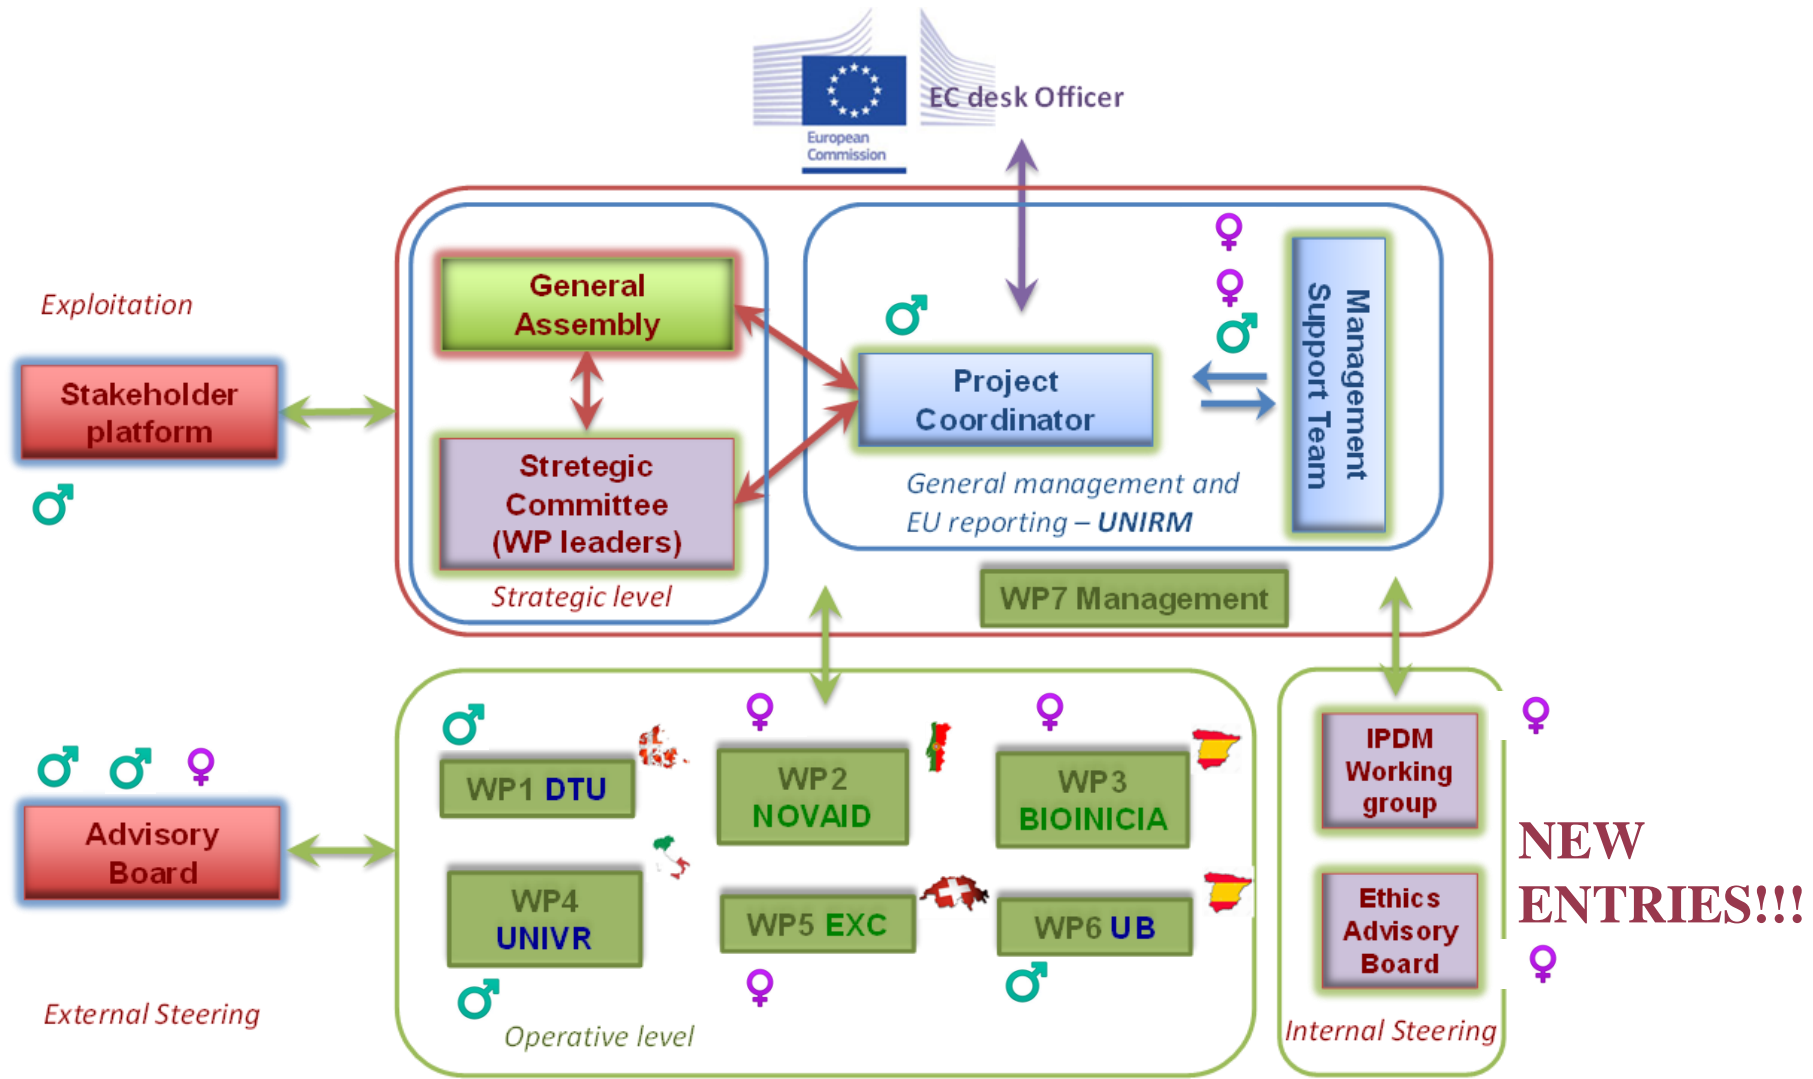 European
Commission
EC desk Officer
Exploitation
Stakeholder
platform
General
Assembly
Stretegic
Committee
(WP leaders)
Strategic level
Project
Coordinator
Management
Support Team
General management and
EU reporting – UNIRM
WP7 Management
Advisory
Board
External Steering
WP1 DTU
WP2
NOVAID
WP3
BIOINICIA
WP4
UNIVR
WP5 EXC
WP6 UB
Operative level
IPDM
Working
group
Ethics
Advisory
Board
Internal Steering
NEW
ENTRIES!!!